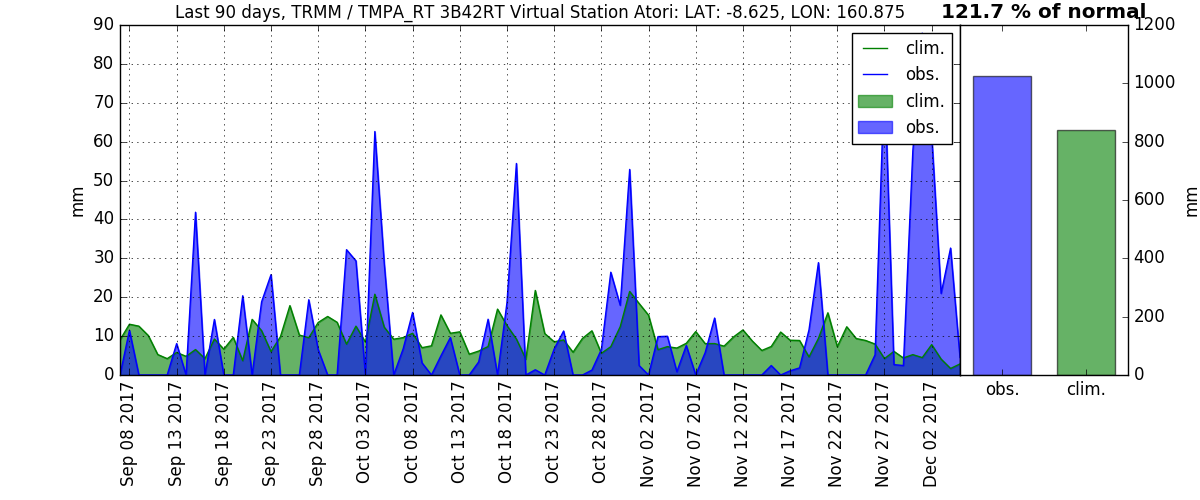 Last 90 days, TRMM / TMPA_RT 3B42RT Virtual Station Atori: LAT: -8.625, LON: 160.875
121.7 % of normal
90
80
70
60
50
40
30
20
10
0
mm
clim.
obs.
clim.
obs.
1200
1000
800
600
400
200
0
mm
Sep 08 2017
Sep 13 2017
Sep 18 2017
Sep 23 2017
Sep 28 2017
Oct 03 2017
Oct 08 2017
Oct 13 2017
Oct 18 2017
Oct 23 2017
Oct 28 2017
Nov 02 2017
Nov 07 2017
Nov 12 2017
Nov 17 2017
Nov 22 2017
Nov 27 2017
Dec 02 2017
obs.
clim.